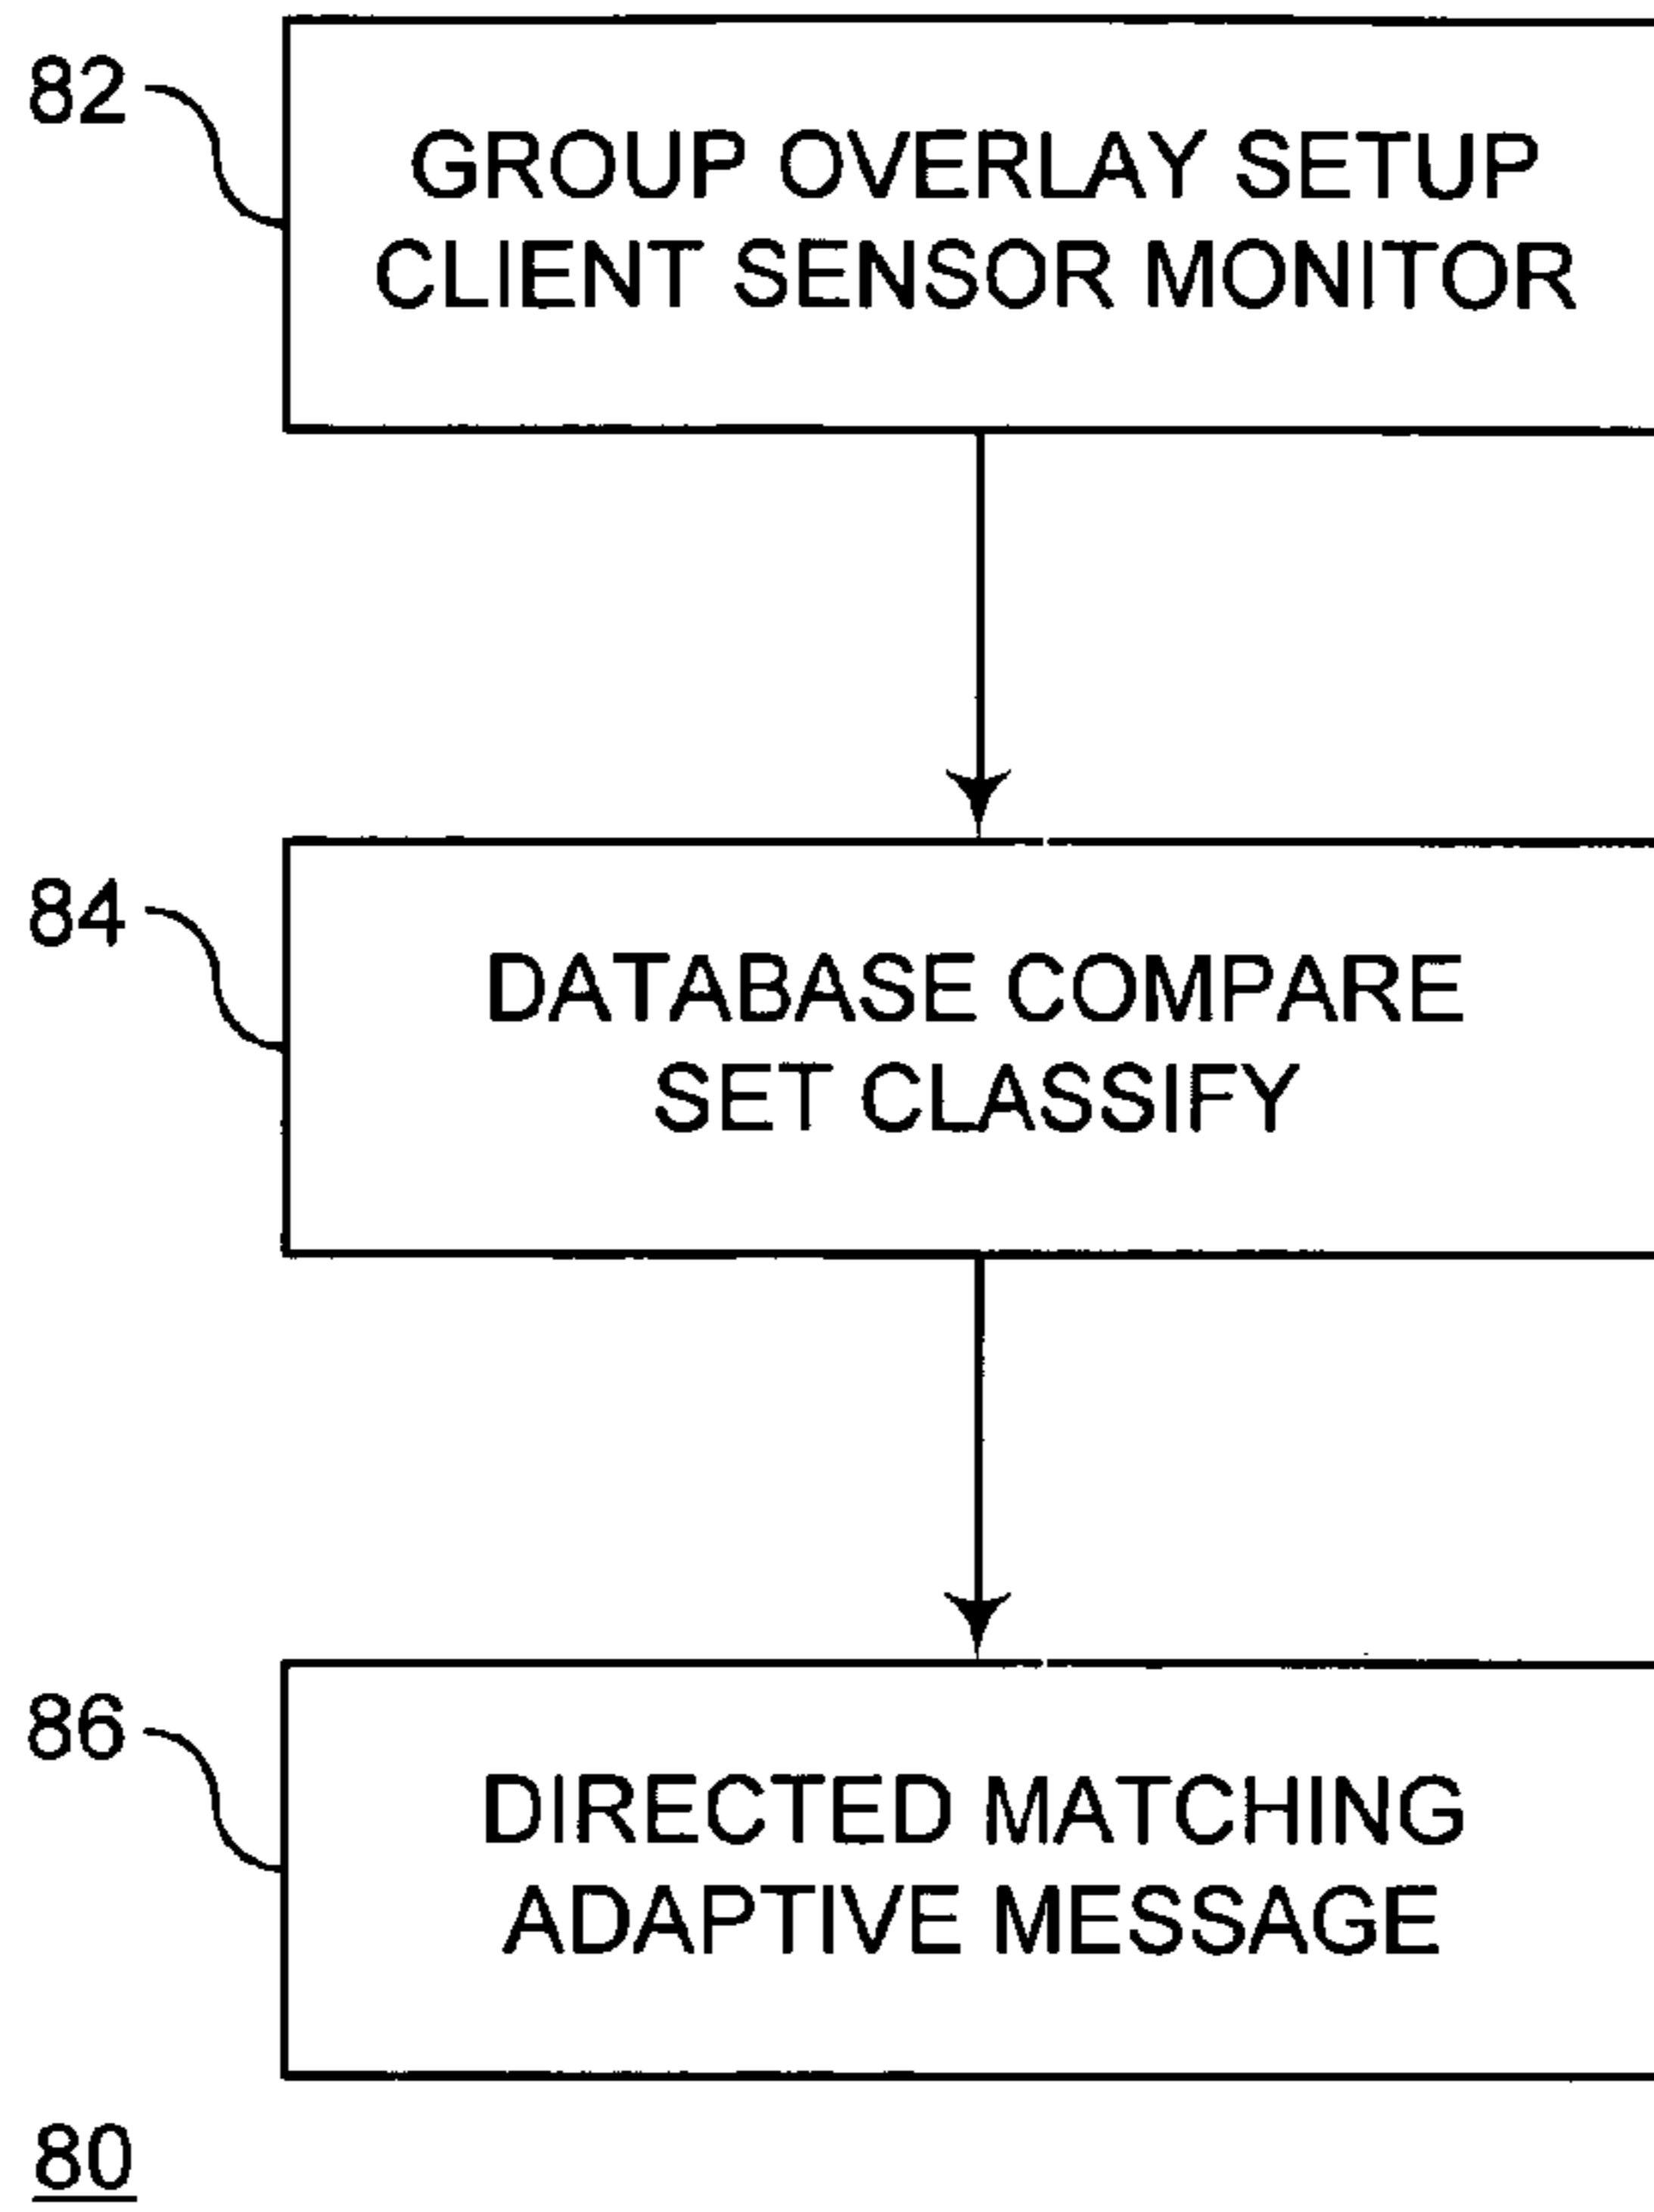 82
GROUP OVERLAY SETUP
CLIENT SENSOR MONITOR
84
DATABASE COMPARE
SET CLASSIFY
86
DIRECTED MATCHING
ADAPTIVE MESSAGE
80